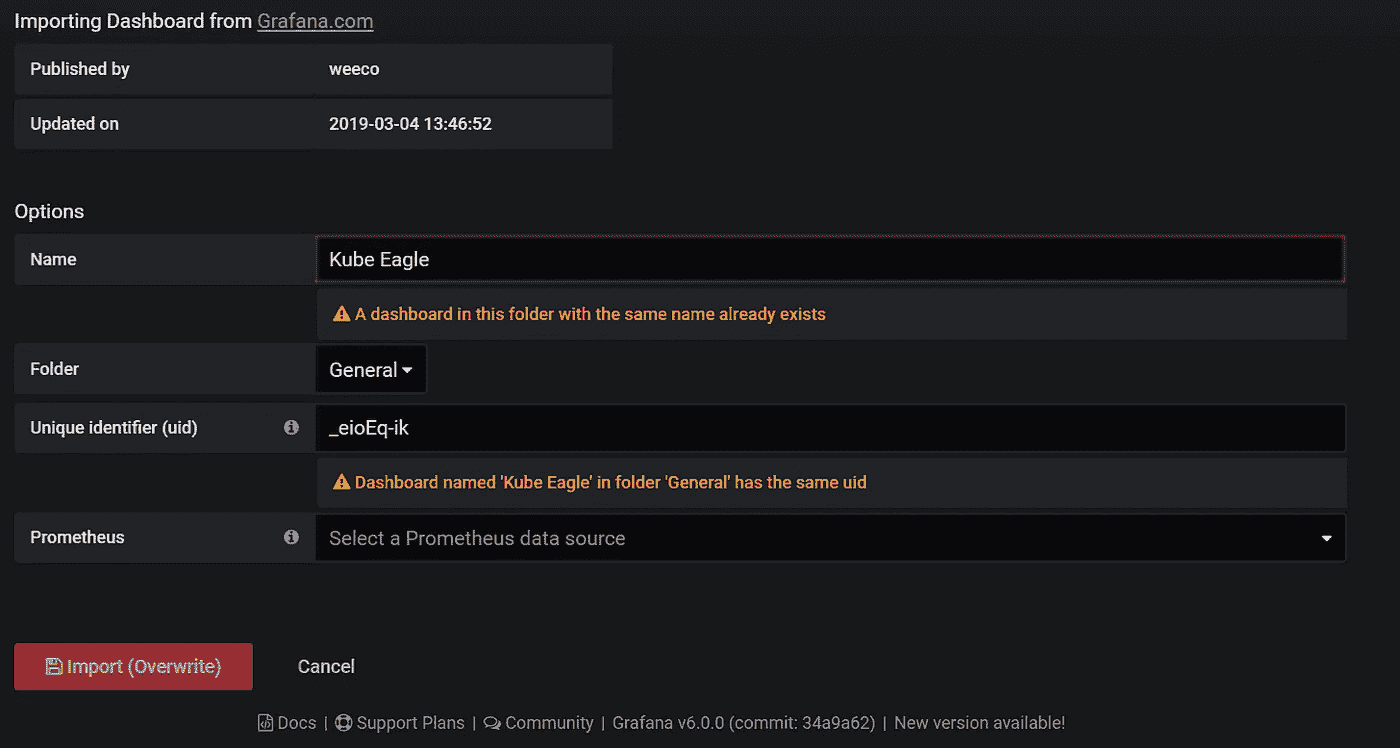 Importing Dashboard from Grafana.com
Published by weeco
Updated on 2019-03-04 13:46:52
Options
Name Kube Eagle
A dashboard in this folder with the same name already exists
Folder General
Unique identifier (uid) _eioEq-ik
Dashboard named 'Kube Eagle' in folder 'General' has the same uid
Prometheus Select a Prometheus data source
Import (Overwrite) Cancel
Docs | Support Plans | Community | Grafana v6.0.0 (commit: 34a9a62) | New version available!